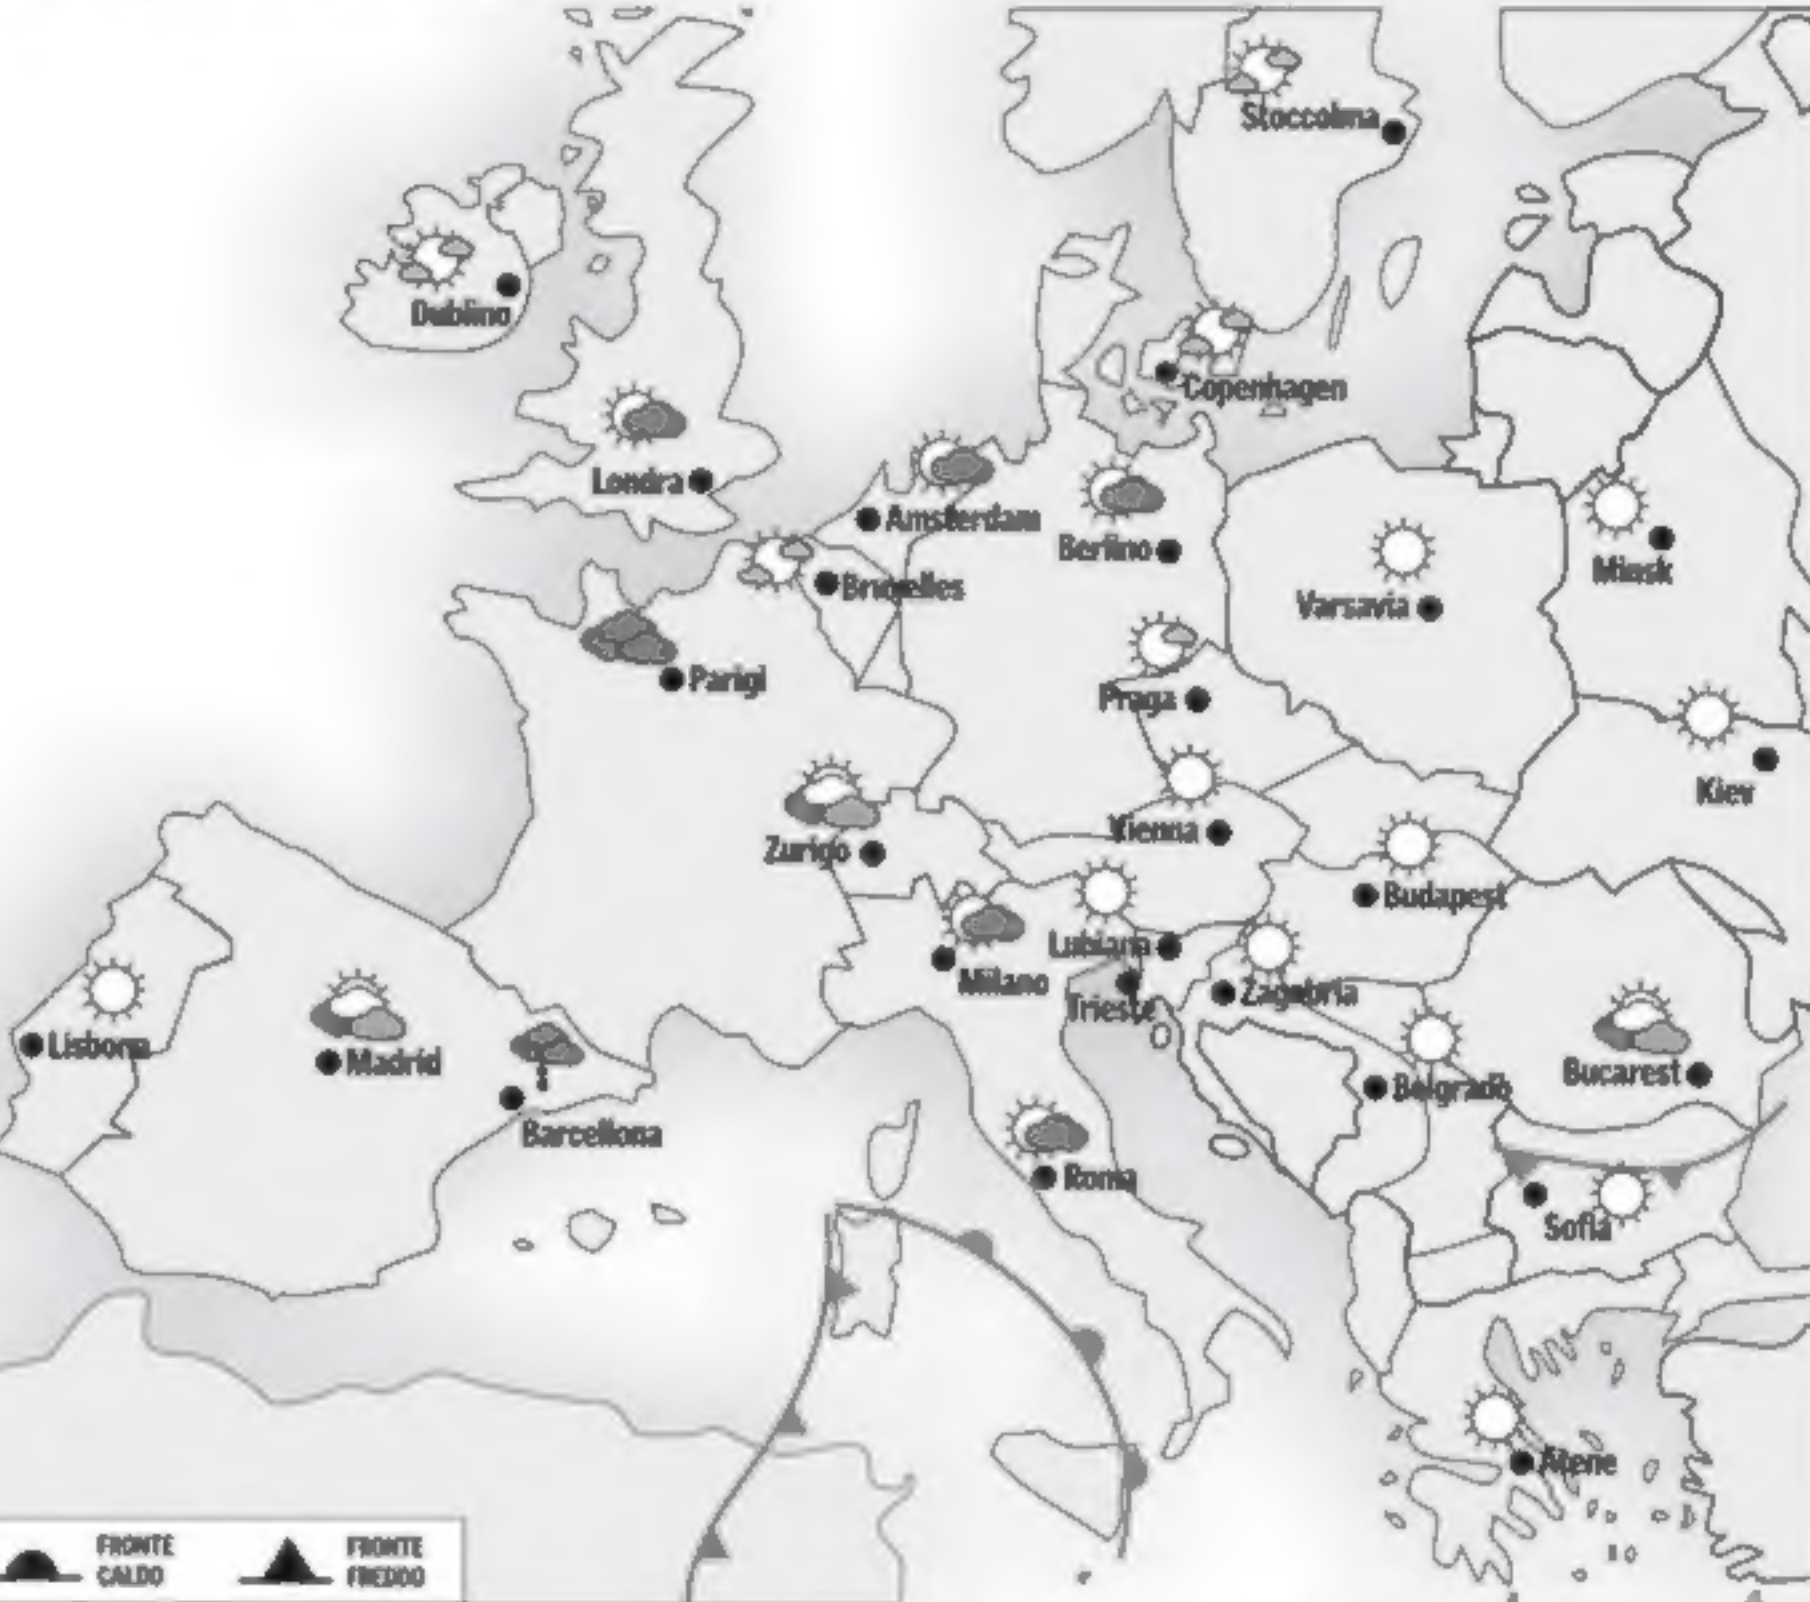 Stoccolma
Dublino
Copenhagen
Londra
Amsterdam
Berlino
Bruxelles
Minsk
Varsavia
Parigi
Praga
Kiev
Vienna
Zurigo
Budapest
Lubiana
Milano
Trieste
Zagabria
Lisbona
Madrid
Belgrado
Bucarest
Barcellona
Roma
Sofia
Atene
FRONTE
CALDO
FRONTE
FREDDO